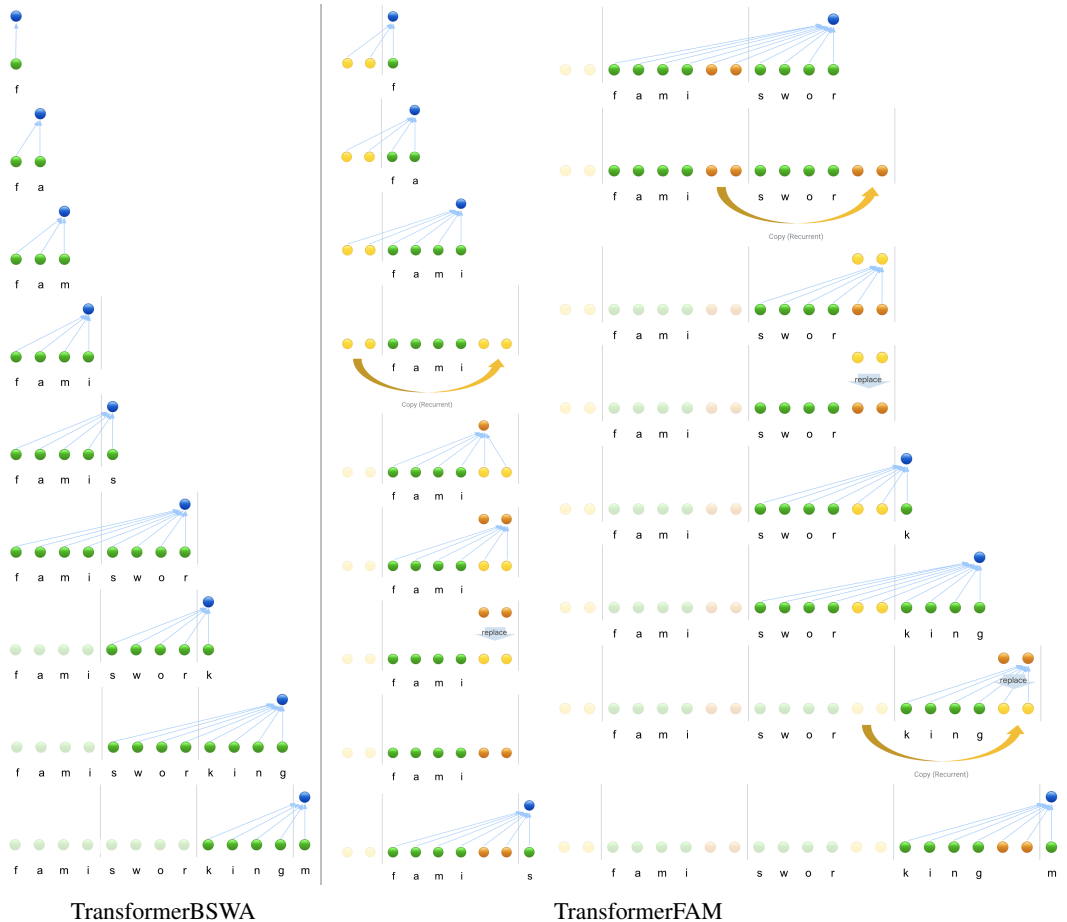 f
f a
f a m
f a m i
f a m i s
f a m i s w o r
f a m i s w o r k
f a m i s w o r k i n g
f a m i s w o r k i n g m
TransformerBSWA
f
f a
f a m i
f a m i
Copy (Recurrent)
f a m i
f a m i
replace
f a m i
f a m i
f a m i s
f a m i s w o r
f a m i s w o r
Copy (Recurrent)
f a m i s w o r
replace
f a m i s w o r
f a m i s w o r k
f a m i s w o r k i n g
replace
f a m i s w o r k i n g
Copy (Recurrent)
f a m i s w o r k i n g m
TransformerFAM